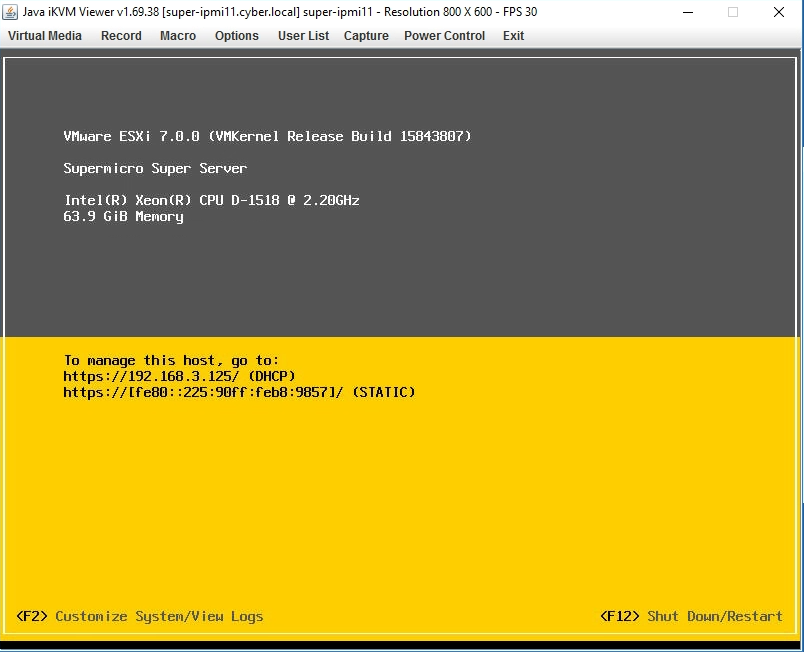 Java iKVM Viewer v1.69.38 [super-ipmi11.cyber.local] super-ipmi11 - Resolution 800 X 600 - FPS 30
Virtual Media Record Macro Options User List Capture Power Control Exit
VMware ESXi 7.0.0 (VMKernel Release Build 15843807)
Supermicro Super Server
Intel(R) Xeon(R) CPU D-1518 @ 2.20GHz
63.9 GiB Memory
To manage this host, go to:
https://192.168.3.125/ (DHCP)
https://[fe80::225:90ff:feb8:9857]/ (STATIC)
<F2> Customize System/View Logs
<F12> Shut Down/Restart